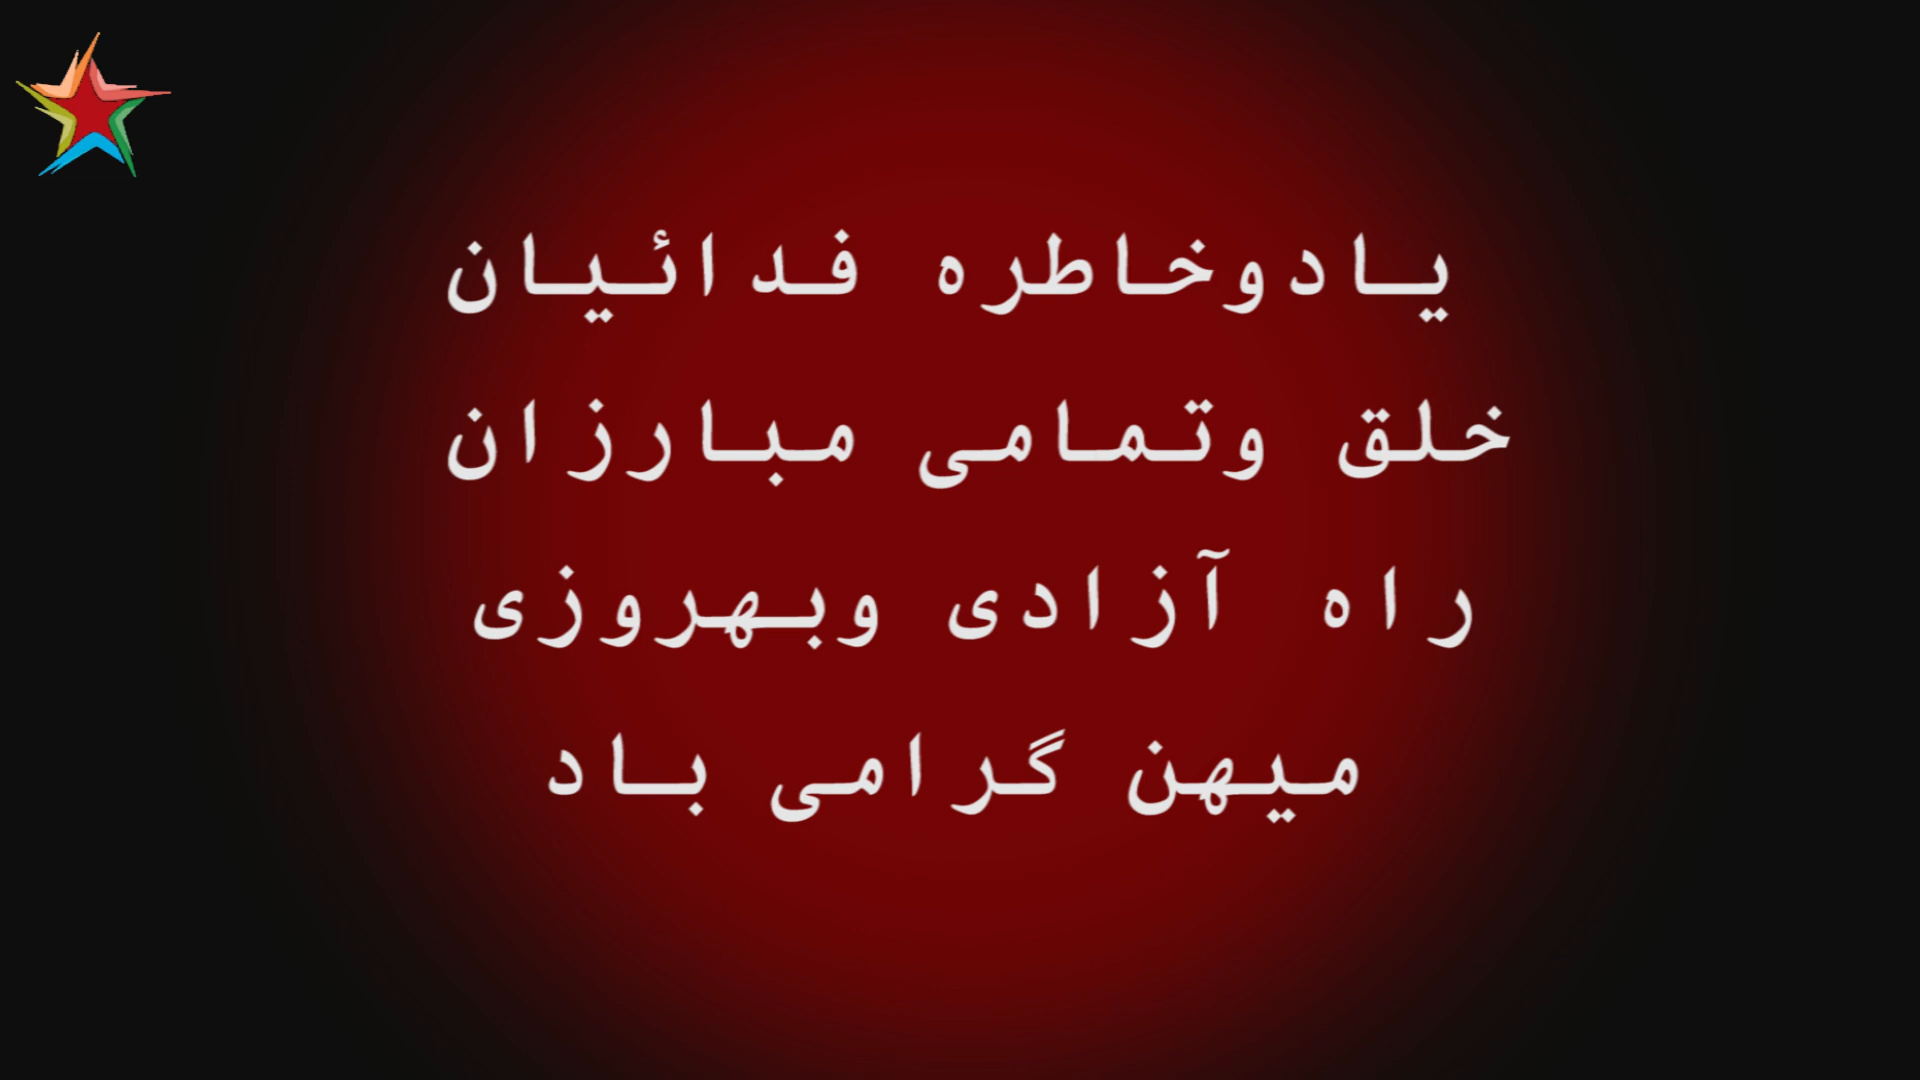 یادوخاطره فدائیان
خلق وتمامی مبارزان
راه آزادی وبهروزی
میهن گرامی باد